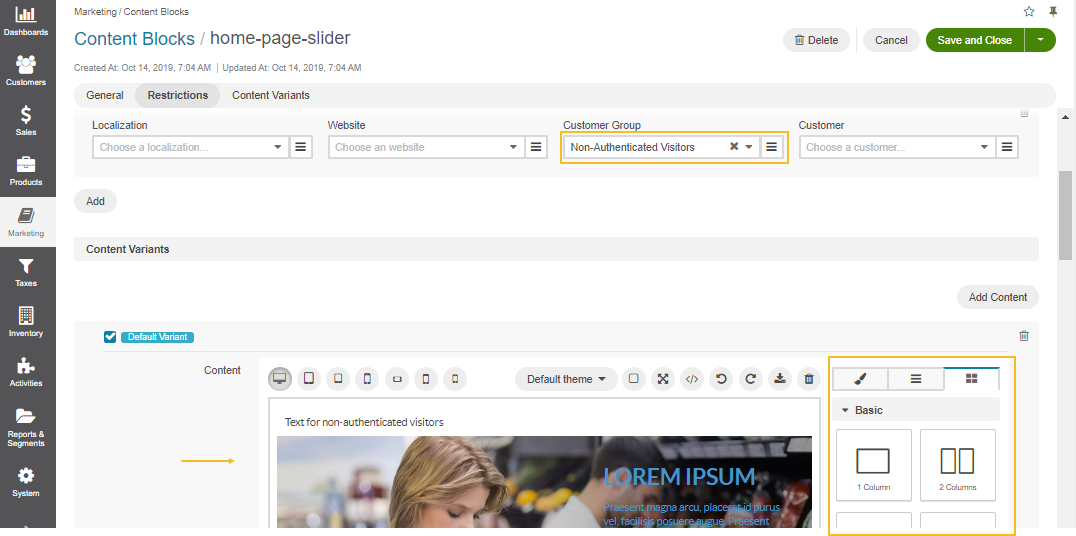 Marketing / Content Blocks
Content Blocks / home-page-slider
Delete
Cancel
Save and Close
Created At: Oct 14, 2019, 7:04 AM | Updated At: Oct 14, 2019, 7:04 AM
General
Restrictions
Content Variants
Dashboards
Customers
Sales
Products
Marketing
Taxes
Inventory
Activities
Reports &
Segments
System
Localization
Website
Customer Group
Customer
Choose a localization...
Choose an website
Non-Authenticated Visitors
Choose a customer...
Add
Content Variants
Add Content
Default Variant
Content
Default theme
Basic
1 Column
2 Columns
Text for non-authenticated visitors
LOREM IPSUM
Praesent magna arcu, placerat id purus
vel, facilisis posuere augue. Praesent